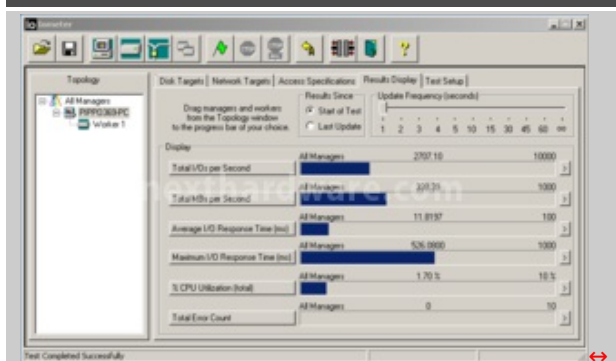 Iometer
Topology
All Managers
PIPPO369-PC
Worker 1
Disk Targets Network Targets Access Specifications Results Display Test Setup
Drag managers and workers
from the Topology window
to the progress bar of your choice.
Results Since
Start of Test
Last Update
Update Frequency (seconds)
1 2 3 4 5 10 15 30 45 60 ∞
Display
All Managers 2707.10 10000
Total I/Os per Second
All Managers 1000
Total MBs per Second
All Managers 11.8197 100
Average I/O Response Time (ms)
All Managers 526.0800 1000
Maximum I/O Response Time (ms)
All Managers 1.70 % 10 %
% CPU Utilization (total)
All Managers 0 10
Total Error Count
nexthardware.com
Test Completed Successfully